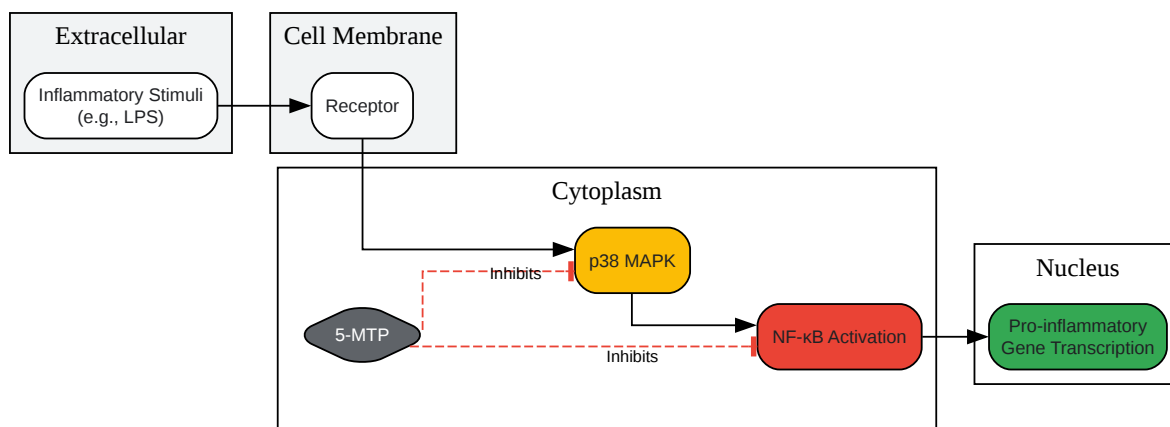 Extracellular
Cell Membrane
Inflammatory Stimuli
(e.g., LPS)
Receptor
Cytoplasm
p38 MAPK
Inhibits
Nucleus
5-MTP
Inhibits
NF-κB Activation
Pro-inflammatory
Gene Transcription